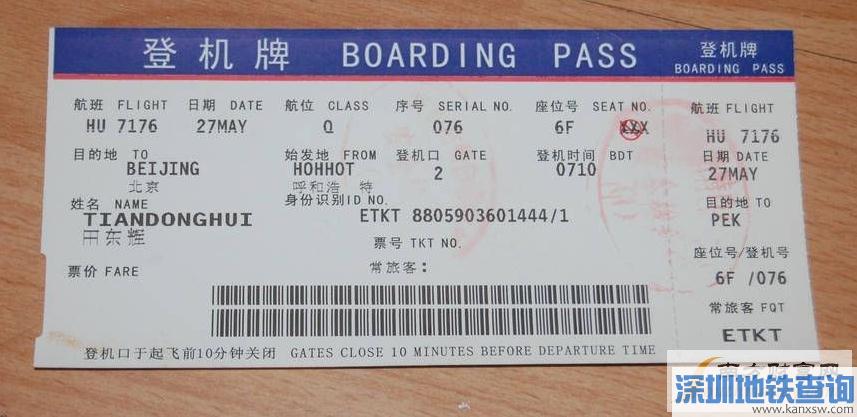 登机牌 BOARDING PASS
登机牌
BOARDING PASS
航班 FLIGHT 日期 DATE 航位 CLASS 序号 SERIAL NO. 座位号 SEAT NO.
HU 7176 27MAY Q 076 6F
目的地 TO 始发地 FROM 登机口 GATE 登机时间 BDT
BEIJING HOHHOT 2 0710
北京 呼和浩 特
姓名 NAME 身份识别ID NO.
TIANDONGHUI ETKT 8805903601444/1
田东辉
票号 TKT NO.
票价 FARE 常旅客：
登机口于起飞前10分钟关闭 GATES CLOSE 10 MINUTES BEFORE DEPARTURE TIME
航班 FLIGHT
HU 7176
日期 DATE
27MAY
目的地 TO
PEK
座位号/登机号
6F /076
常旅客 FQT
ETKT
深圳地铁查询
www.kanxsw.com